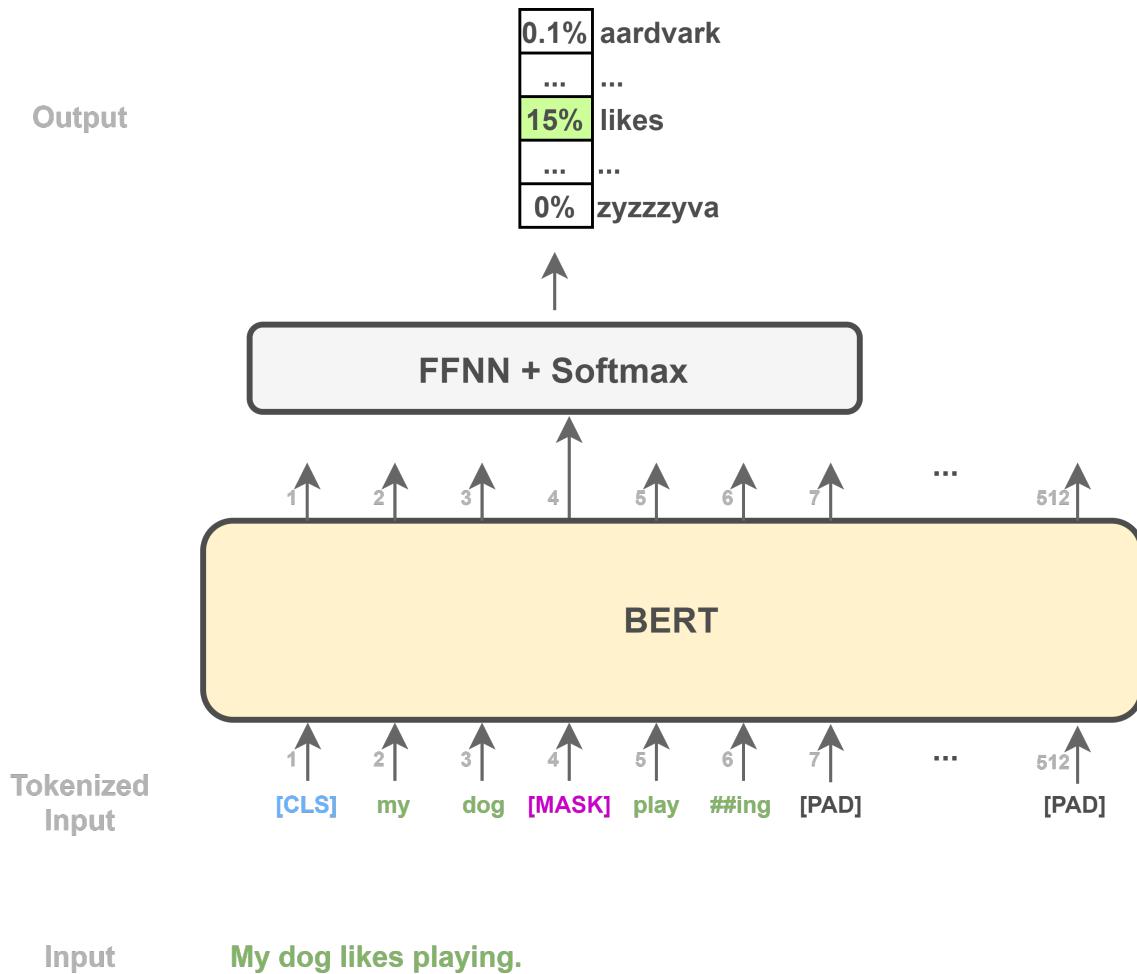 0.1% aardvark
... ...
Output 15% likes
... ...
0% zyzzzyva
FFNN + Softmax
...
1 2 3 4 5 6 7 512
BERT
1 2 3 4 5 6 7 ... 512
Tokenized
Input
[CLS] my dog [MASK] play ##ing [PAD] [PAD]
Input My dog likes playing.